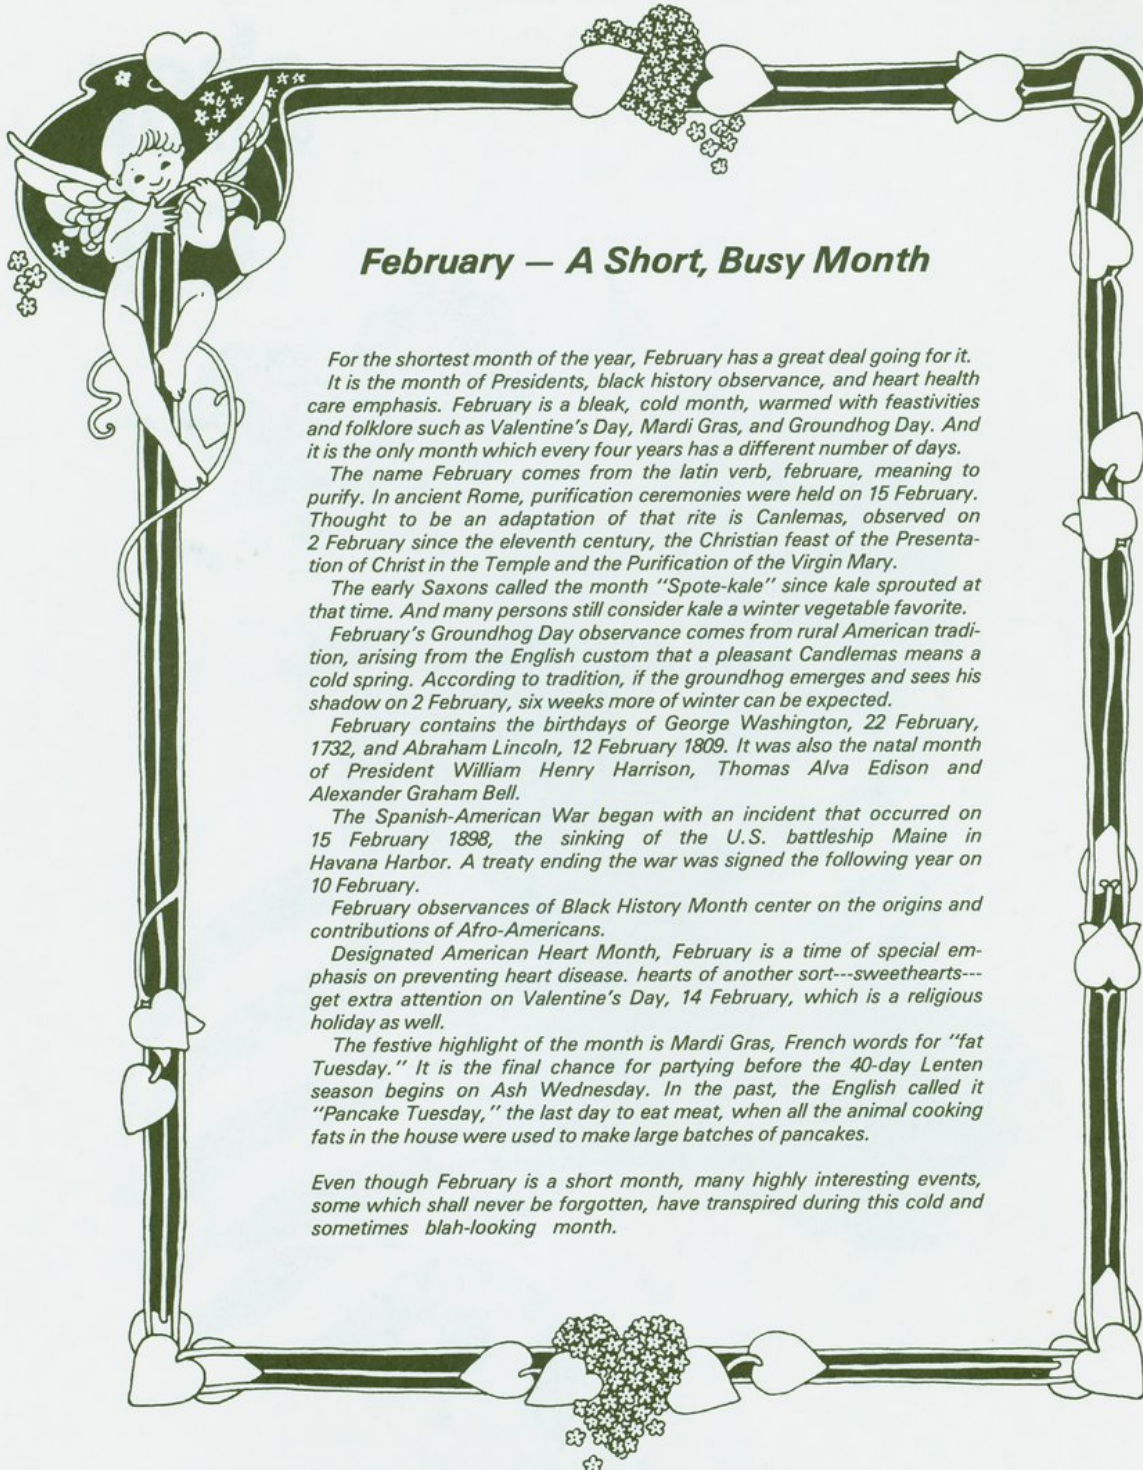 February — A Short, Busy Month
For the shortest month of the year, February has a great deal going for it.
It is the month of Presidents, black history observance, and heart health
care emphasis. February is a bleak, cold month, warmed with feastivities
and folklore such as Valentine's Day, Mardi Gras, and Groundhog Day. And
it is the only month which every four years has a different number of days.
The name February comes from the latin verb, februare, meaning to
purify. In ancient Rome, purification ceremonies were held on 15 February.
Thought to be an adaptation of that rite is Canlemas, observed on
2 February since the eleventh century, the Christian feast of the Presenta-
tion of Christ in the Temple and the Purification of the Virgin Mary.
The early Saxons called the month "Spote-kale" since kale sprouted at
that time. And many persons still consider kale a winter vegetable favorite.
February's Groundhog Day observance comes from rural American tradi-
tion, arising from the English custom that a pleasant Candlemas means a
cold spring. According to tradition, if the groundhog emerges and sees his
shadow on 2 February, six weeks more of winter can be expected.
February contains the birthdays of George Washington, 22 February,
1732, and Abraham Lincoln, 12 February 1809. It was also the natal month
of President William Henry Harrison, Thomas Alva Edison and
Alexander Graham Bell.
The Spanish-American War began with an incident that occurred on
15 February 1898, the sinking of the U.S. battleship Maine in
Havana Harbor. A treaty ending the war was signed the following year on
10 February.
February observances of Black History Month center on the origins and
contributions of Afro-Americans.
Designated American Heart Month, February is a time of special em-
phasis on preventing heart disease. hearts of another sort---sweethearts---
get extra attention on Valentine's Day, 14 February, which is a religious
holiday as well.
The festive highlight of the month is Mardi Gras, French words for "fat
Tuesday." It is the final chance for partying before the 40-day Lenten
season begins on Ash Wednesday. In the past, the English called it
"Pancake Tuesday," the last day to eat meat, when all the animal cooking
fats in the house were used to make large batches of pancakes.
Even though February is a short month, many highly interesting events,
some which shall never be forgotten, have transpired during this cold and
sometimes blah-looking month.